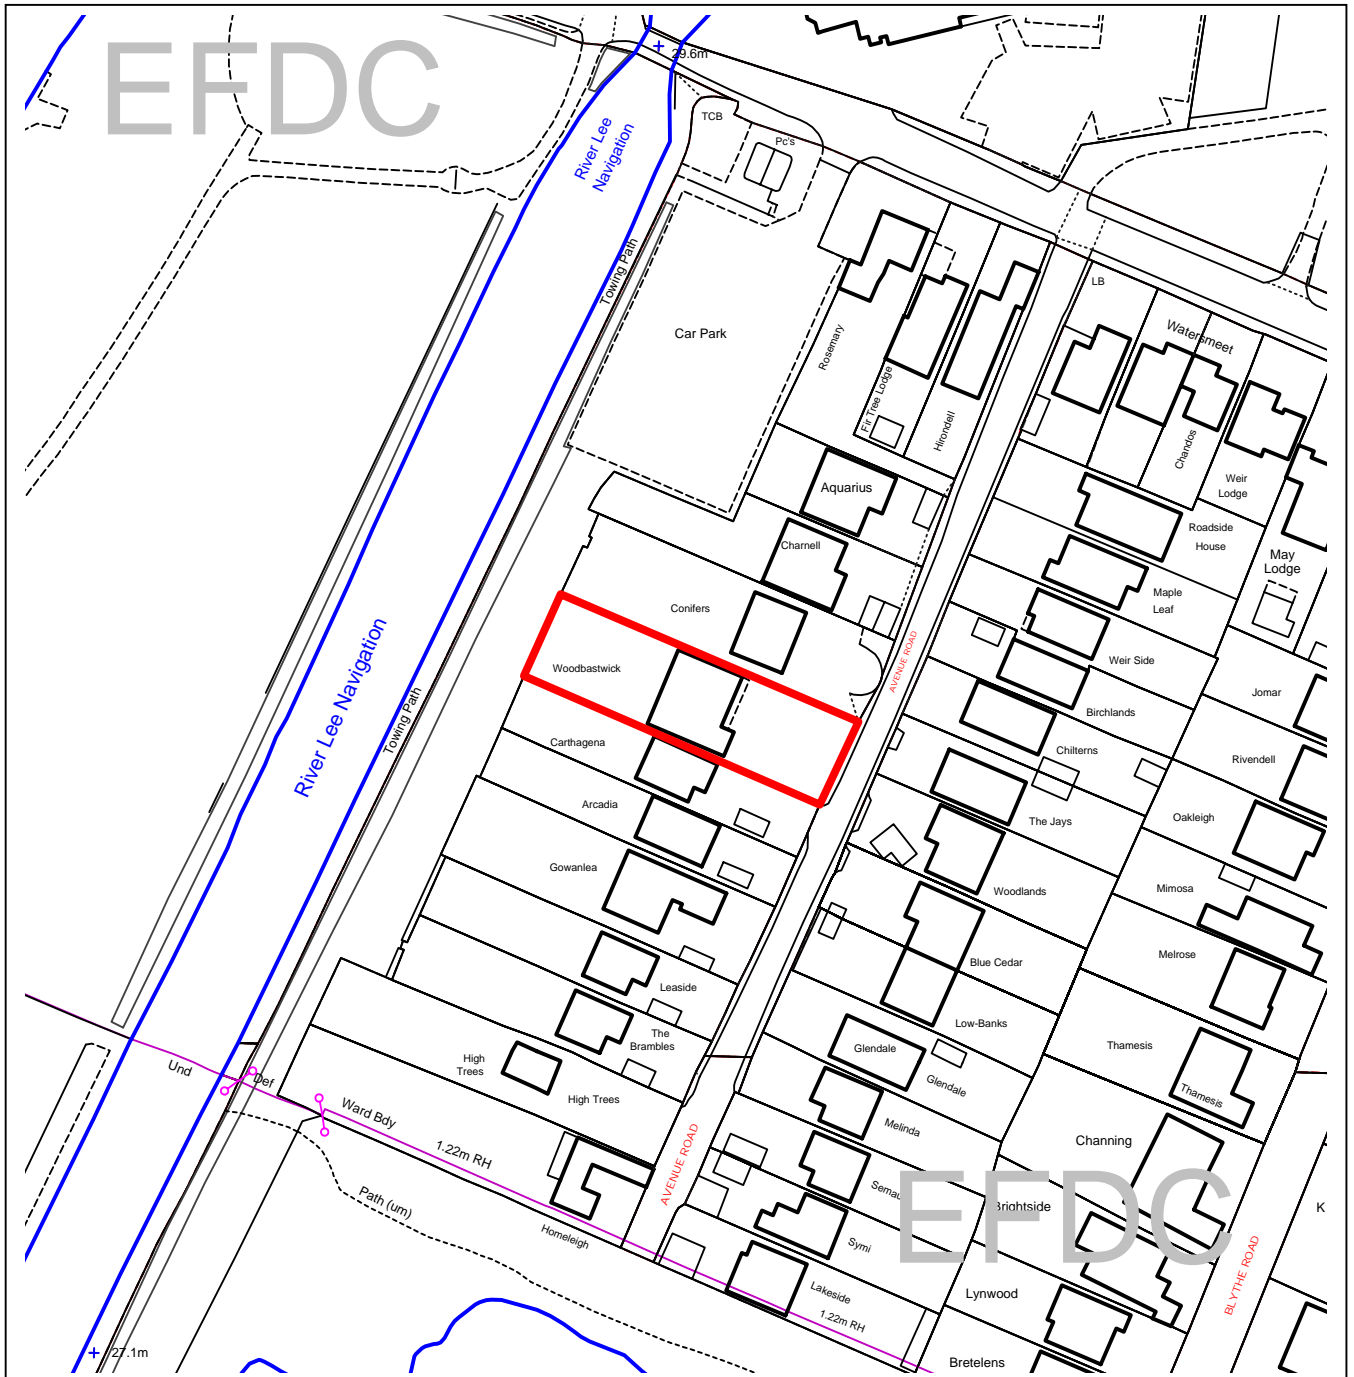 EFDC
29.6m
TCB
Pc's
River Lee
Navigation
Towing Path
Car Park
LB
Watersmeet
Rosemary
Fir Tree Lodge
Hirondell
Chandos
Weir
Lodge
Aquarius
Roadside
House
Charnell
May
Lodge
Maple
Leaf
Conifers
AVENUE ROAD
Weir Side
Woodbastwick
Jomar
Birchlands
River Lee Navigation
Towing Path
Carthagena
Chilterns
Rivendell
Arcadia
The Jays
Oakleigh
Gowanlea
Woodlands
Mimosa
Melrose
Blue Cedar
Leaside
Low-Banks
The
Brambles
Glendale
Thamesis
High
Trees
Und
Def
Glendale
High Trees
Thamesis
Ward Bdy
Melinda
Channing
1.22m RH
AVENUE ROAD
Path (um)
Brightside
K
EFDC
Homeleigh
Symi
BLYTHE ROAD
Lakeside
Lynwood
1.22m RH
27.1m
Bretelens